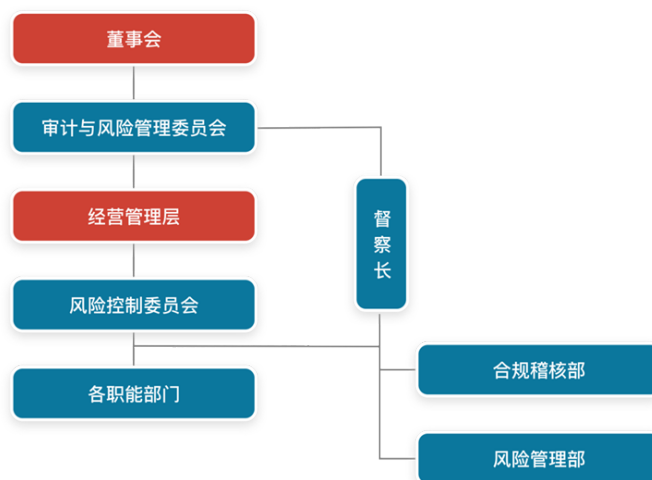 董事会
审计与风险管理委员会
经营管理层
督察长
风险控制委员会
合规稽核部
各职能部门
风险管理部